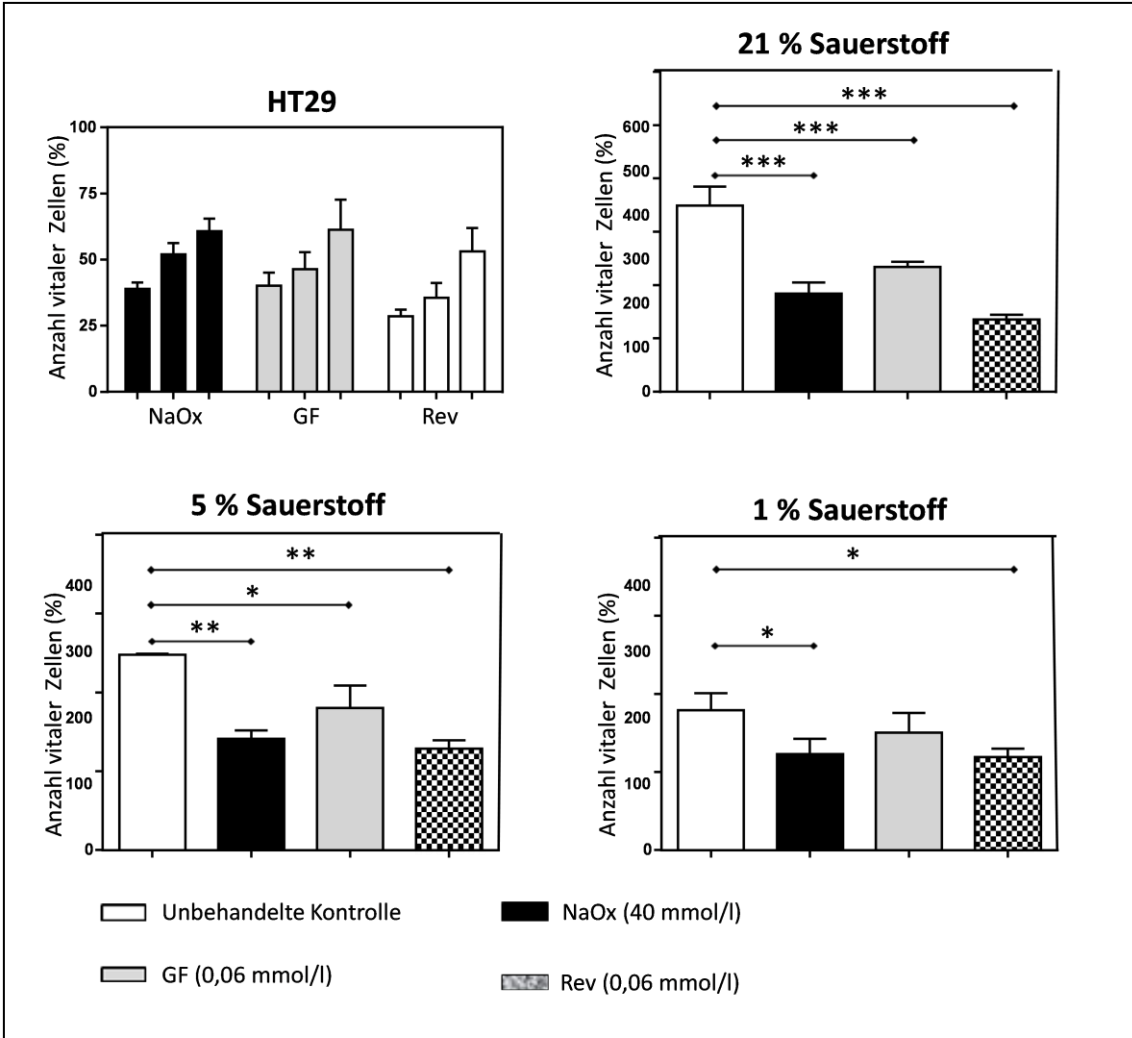 HT29
Anzahl vitaler Zellen (%)
100
75
50
25
0
NaOx GF Rev
21 % Sauerstoff
Anzahl vitaler Zellen (%)
600
500
400
300
200
100
0
***
***
***
5 % Sauerstoff
Anzahl vitaler Zellen (%)
400
300
200
100
0
**
*
**
1 % Sauerstoff
Anzahl vitaler Zellen (%)
400
300
200
100
0
*
*
Unbehandelte Kontrolle
NaOx (40 mmol/l)
GF (0,06 mmol/l)
Rev (0,06 mmol/l)